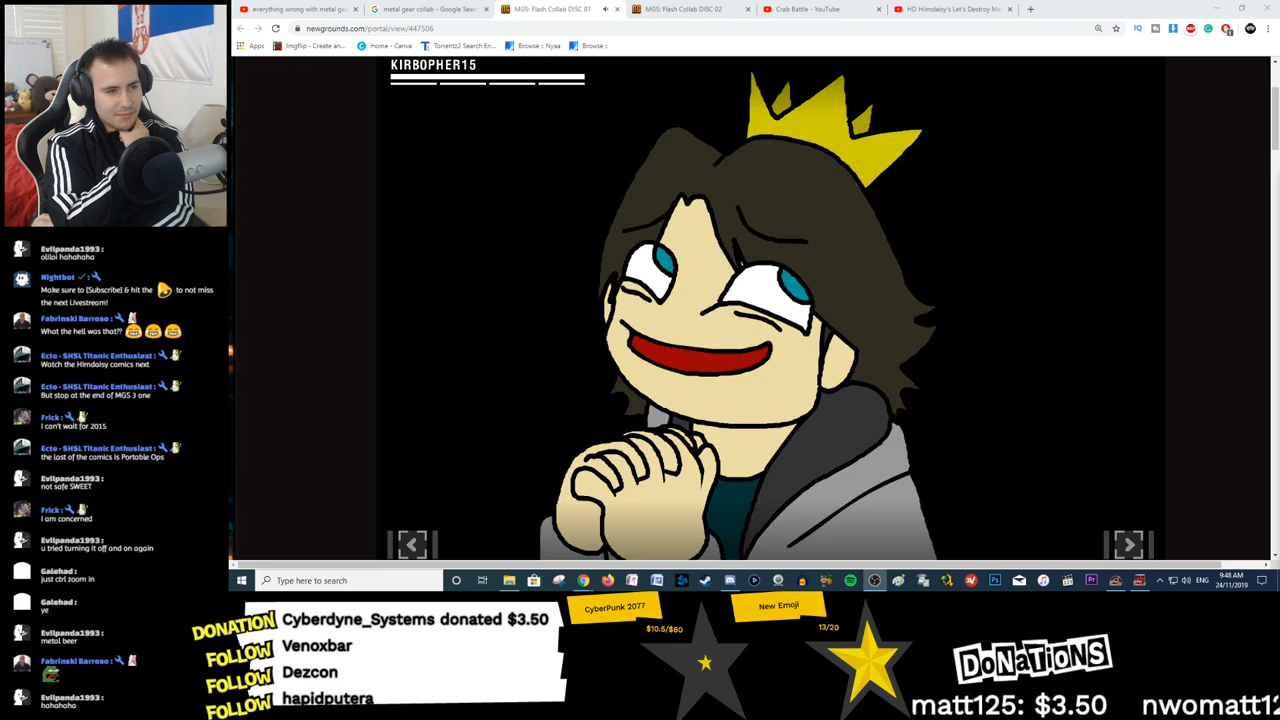 everything wrong with metal gea
metal gear collab - Google Sear
MGS: Flash Collab DISC 01
MGS: Flash Collab DISC 02
Crab Battle - YouTube
HD Hiimdaisy's Let's Destroy Me
newgrounds.com/portal/view/447506
Apps
Imgflip - Create an...
Home - Canva
Torrentz2 Search En...
Browse :: Nyaa
Browse ::
KIRBOPHER15
Evilpanda1993 :
oliloi hahahaha
Nightbot :
Make sure to [Subscribe] & hit the to not miss
the next Livestream!
Fabrinski Barroso :
What the hell was that??
Ecto - SHSL Titanic Enthusiast :
Watch the Himdaisy comics next
Ecto - SHSL Titanic Enthusiast :
But stop at the end of MGS 3 one
Frick :
I can't wait for 2015
Ecto - SHSL Titanic Enthusiast :
the last of the comics is Portable Ops
Evilpanda1993 :
not safe SWEET
Frick :
I am concerned
Evilpanda1993 :
u tried turning it off and on again
Galehad :
just ctrl zoom in
Galehad :
ye
Evilpanda1993 :
metal beer
Fabrinski Barroso :
Evilpanda1993 :
hahahaha
Type here to search
ENG
9:48 AM
24/11/2019
DONATION Cyberdyne_Systems donated $3.50
FOLLOW Venoxbar
FOLLOW Dezcon
FOLLOW hapidputera
CyberPunk 2077
$10.5/$80
New Emoji
13/20
DONATIONS
matt125: $3.50 nwomatt12